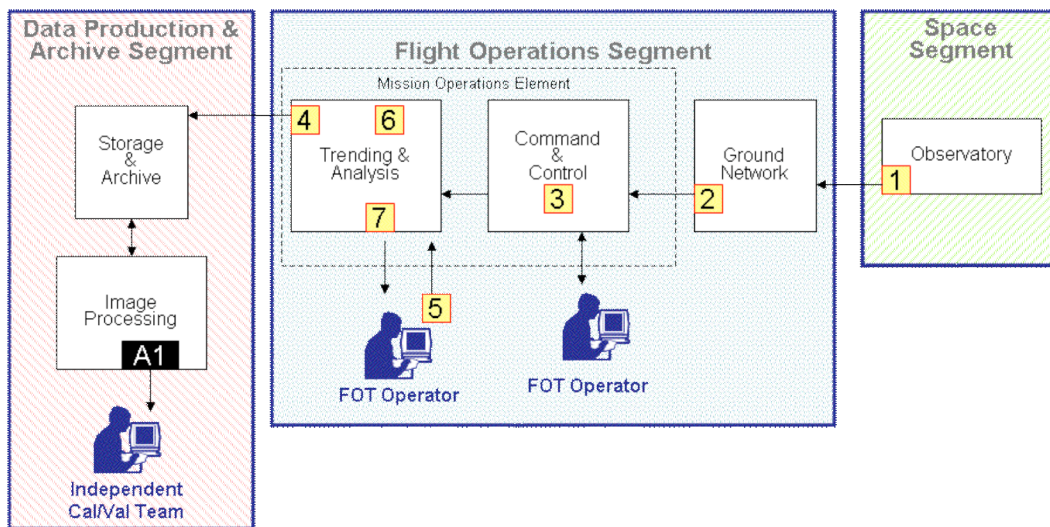 Data Production &
Archive Segment
Storage
&
Archive
Image
Processing
A1
Independent
Cal/Val Team
Flight Operations Segment
Mission Operations Element
4
6
Trending &
Analysis
7
5
FOT Operator
Command
&
Control
3
FOT Operator
Ground
Network
2
Space
Segment
Observatory
1